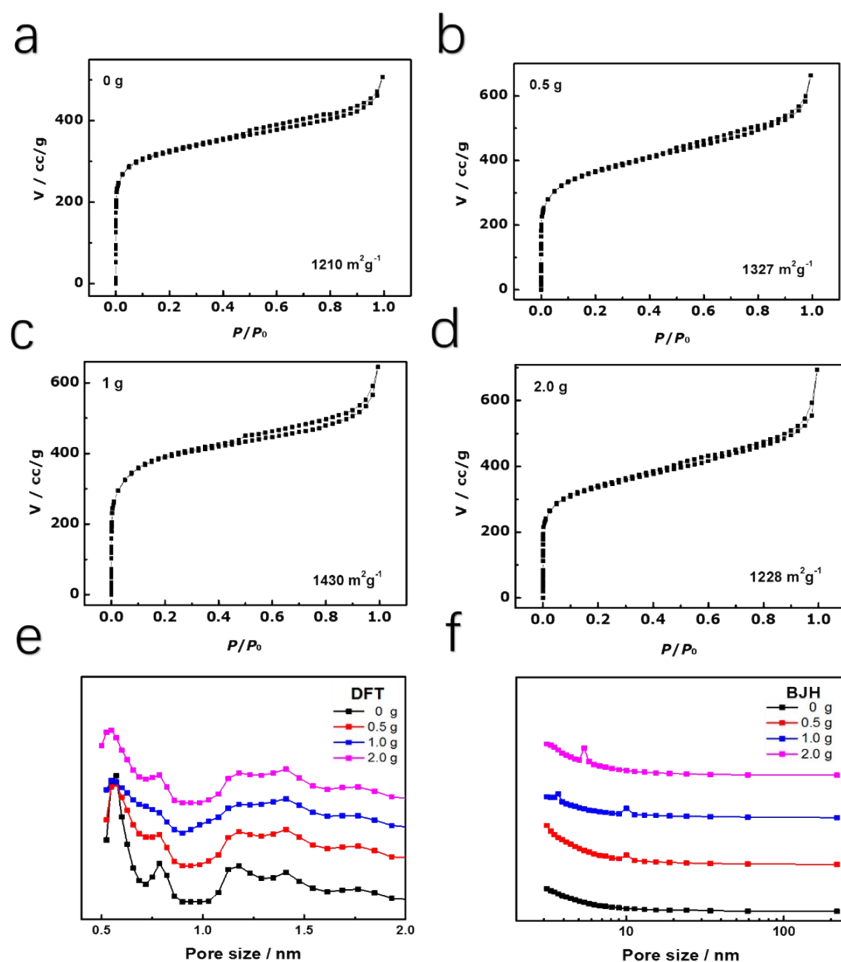 a
0 g
400
200
0
V / cc/g
1210 m²g⁻¹
0.0 0.2 0.4 0.6 0.8 1.0
P/P₀
b
0.5 g
600
400
200
0
V / cc/g
1327 m²g⁻¹
0.0 0.2 0.4 0.6 0.8 1.0
P/P₀
c
1 g
600
400
200
0
V / cc/g
1430 m²g⁻¹
0.0 0.2 0.4 0.6 0.8 1.0
P/P₀
d
2.0 g
600
400
200
0
V / cc/g
1228 m²g⁻¹
0.0 0.2 0.4 0.6 0.8 1.0
P/P₀
e
DFT
0 g
0.5 g
1.0 g
2.0 g
0.5 1.0 1.5 2.0
Pore size / nm
f
BJH
0 g
0.5 g
1.0 g
2.0 g
10 100
Pore size / nm